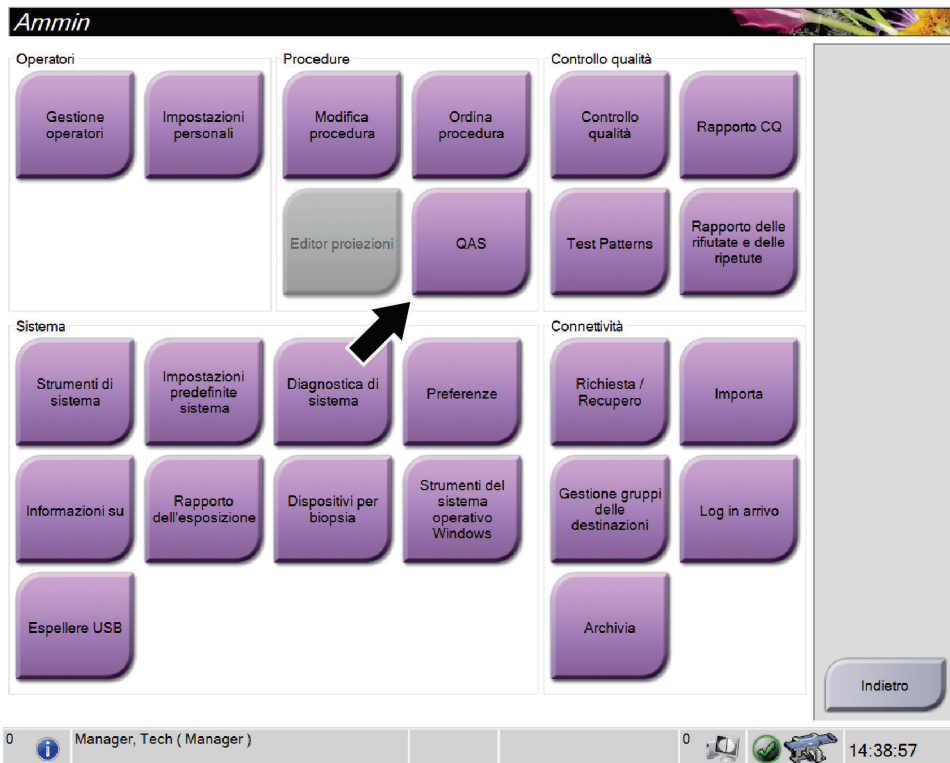 Ammin
Operatori
Gestione
operatori
Impostazioni
personali
Procedure
Modifica
procedura
Ordina
procedura
Editor proiezioni
QAS
Controllo qualità
Controllo
qualità
Rapporto CQ
Test Patterns
Rapporto delle
rifiutate e delle
ripetute
Sistema
Strumenti di
sistema
Impostazioni
predefinite
sistema
Diagnostica di
sistema
Preferenze
Informazioni su
Rapporto
dell'esposizione
Dispositivi per
biopsia
Strumenti del
sistema
operativo
Windows
Espellere USB
Connettività
Richiesta /
Recupero
Importa
Gestione gruppi
delle
destinazioni
Log in arrivo
Archivia
Indietro
0
Manager, Tech ( Manager )
0
14:38:57